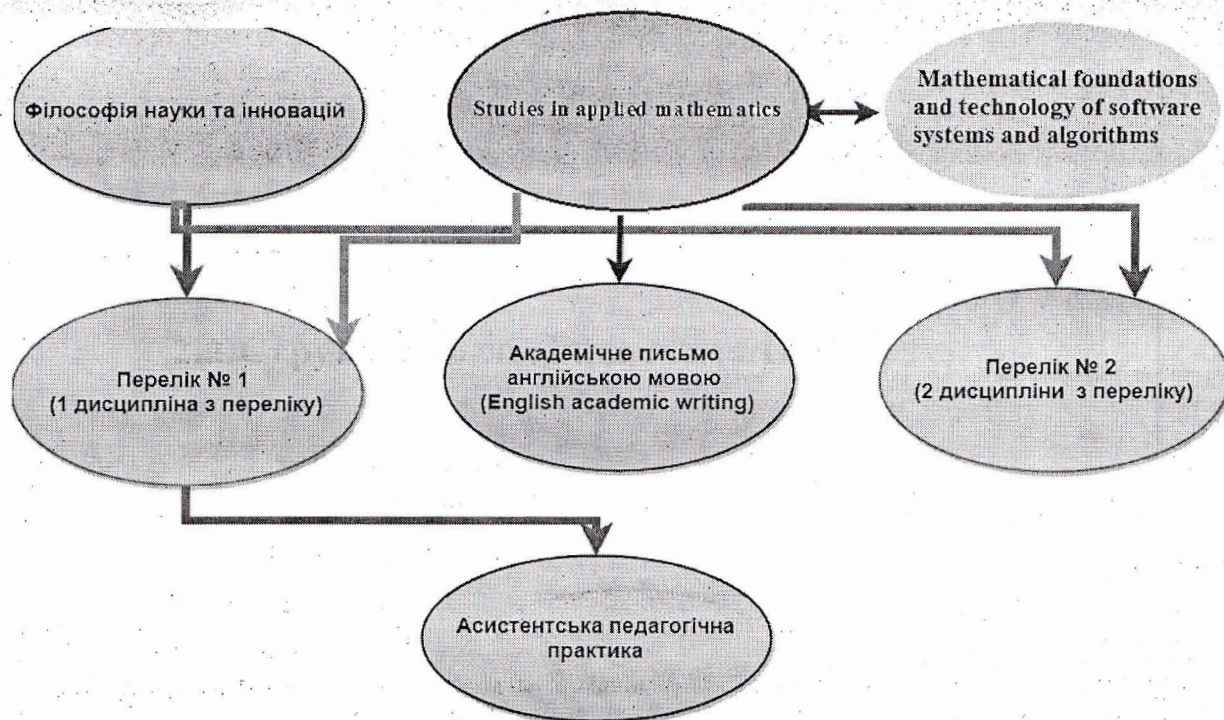 Філософія науки та інновацій
Studies in applied mathematics
Mathematical foundations
and technology of software
systems and algorithms
Перелік № 1
(1 дисципліна з переліку)
Академічне письмо
англійською мовою
(English academic writing)
Перелік № 2
(2 дисципліни з переліку)
Асистентська педагогічна
практика